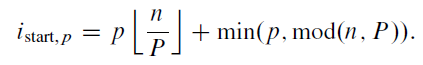 i_{start,p} = p ⌊n/P⌋ + min(p, mod(n, P)).